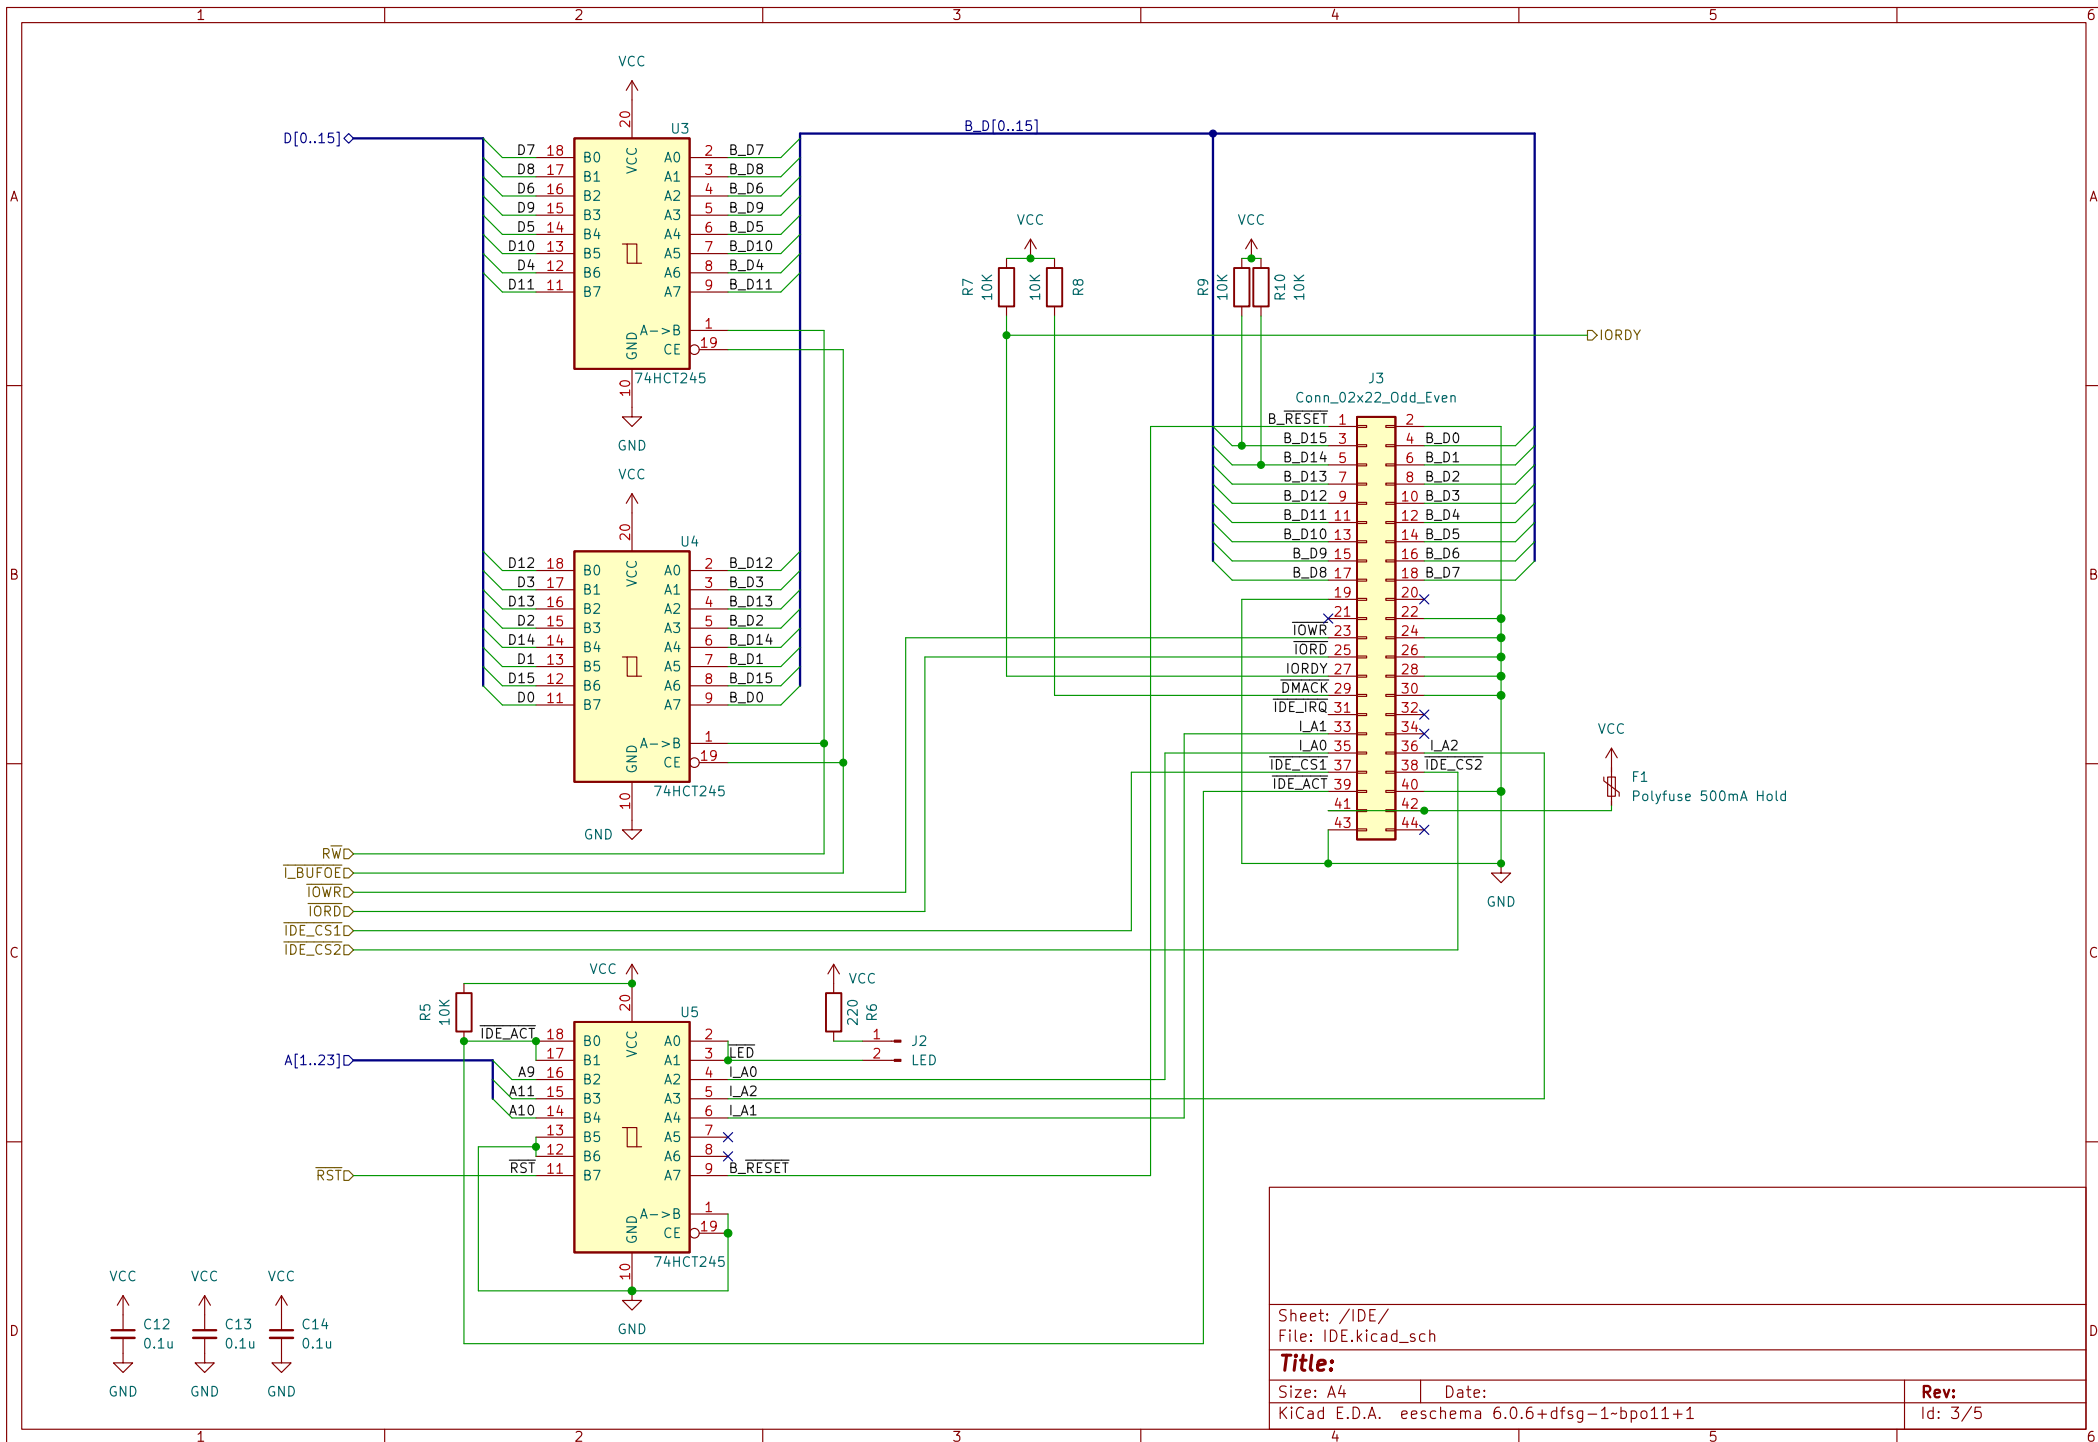 1 2 3 4 5 6
A A
B B
C C
D D
VCC
20
D[0..15]
U3
B_D[0..15]
D7 18 B0 VCC A0 2 B_D7
D8 17 B1 A1 3 B_D8
D6 16 B2 A2 4 B_D6
D9 15 B3 A3 5 B_D9
D5 14 B4 A4 6 B_D5
D10 13 B5 A5 7 B_D10
D4 12 B6 A6 8 B_D4
D11 11 B7 A7 9 B_D11
A->B 1
GND CE 19
74HCT245
10
GND
VCC
20
U4
D12 18 B0 VCC A0 2 B_D12
D3 17 B1 A1 3 B_D3
D13 16 B2 A2 4 B_D13
D2 15 B3 A3 5 B_D2
D14 14 B4 A4 6 B_D14
D1 13 B5 A5 7 B_D1
D15 12 B6 A6 8 B_D15
D0 11 B7 A7 9 B_D0
A->B 1
GND CE 19
74HCT245
10
GND
VCC
R7 10K 10K R8
VCC
R9 10K R10 10K
IORDY
J3
Conn_02x22_Odd_Even
B_RESET 1 2
B_D15 3 4 B_D0
B_D14 5 6 B_D1
B_D13 7 8 B_D2
B_D12 9 10 B_D3
B_D11 11 12 B_D4
B_D10 13 14 B_D5
B_D9 15 16 B_D6
B_D8 17 18 B_D7
19 20
21 22
IOWR 23 24
IORD 25 26
IORDY 27 28
DMACK 29 30
IDE_IRQ 31 32
I_A1 33 34
I_A0 35 36 I_A2
IDE_CS1 37 38 IDE_CS2
IDE_ACT 39 40
41 42
43 44
VCC
F1
Polyfuse 500mA Hold
GND
RW
I_BUFOE
IOWR
IORD
IDE_CS1
IDE_CS2
VCC
20
R5 10K
VCC
220 R6
U5
IDE_ACT 18 B0 VCC A0 2
17 B1 A1 3 LED
A9 16 B2 A2 4 I_A0
A11 15 B3 A3 5 I_A2
A10 14 B4 A4 6 I_A1
13 B5 A5 7
12 B6 A6 8
RST 11 B7 A7 9 B_RESET
A->B 1
GND CE 19
74HCT245
10
GND
1 J2
2 LED
A[1..23]
RST
VCC VCC VCC
C12 C13 C14
0.1u 0.1u 0.1u
GND GND GND
Sheet: /IDE/
File: IDE.kicad_sch
Title:
Size: A4 Date: Rev:
KiCad E.D.A. eeschema 6.0.6+dfsg-1~bpo11+1 Id: 3/5
1 2 3 4 5 6